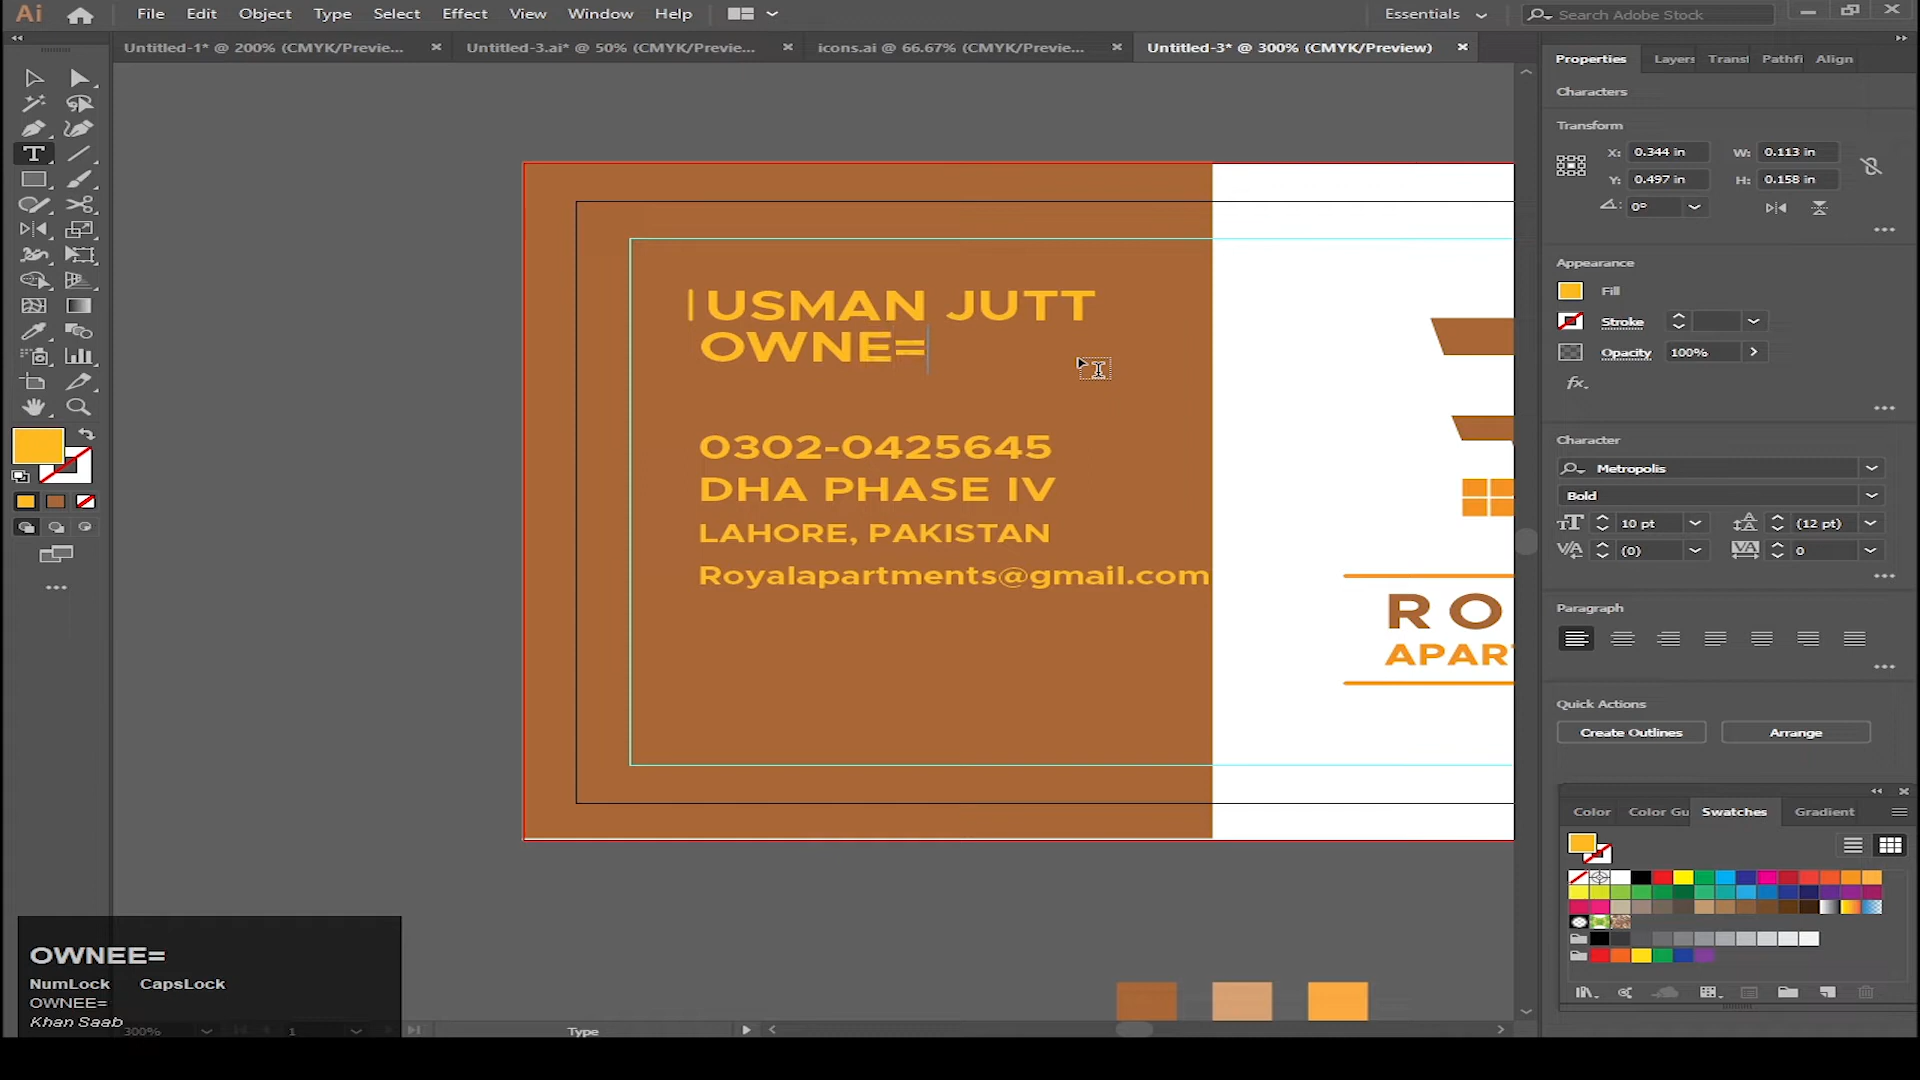 Ai File Edit Object Type Select Effect View Window Help Essentials Search Adobe Stock
Untitled-1* @ 200% (CMYK/Previe... Untitled-3.ai* @ 50% (CMYK/Previe... icons.ai @ 66.67% (CMYK/Previe... Untitled-3* @ 300% (CMYK/Preview)
Properties Layers Transf Pathfi Align
Characters
Transform
X: 0.344 in W: 0.113 in
Y: 0.497 in H: 0.158 in
0°
Appearance
Fill
Stroke
Opacity 100%
fx.
Character
Metropolis
Bold
10 pt (12 pt)
(0) 0
Paragraph
Quick Actions
Create Outlines Arrange
Color Color Gu Swatches Gradient
USMAN JUTT
OWNE=
0302-0425645
DHA PHASE IV
LAHORE, PAKISTAN
Royalapartments@gmail.com
RO
APAR
OWNEE=
NumLock CapsLock
OWNEE=
Khan Saab
300% 1 Type